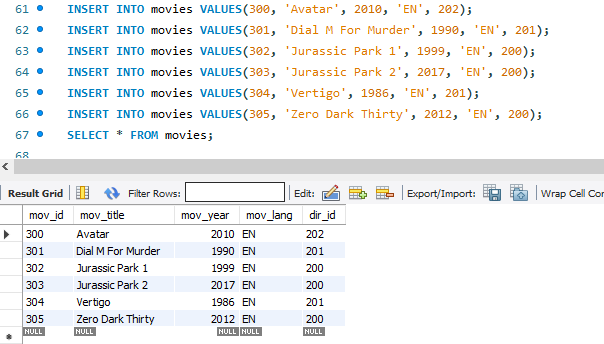 61 INSERT INTO movies VALUES(300, 'Avatar', 2010, 'EN', 202);
62 INSERT INTO movies VALUES(301, 'Dial M For Murder', 1990, 'EN', 201);
63 INSERT INTO movies VALUES(302, 'Jurassic Park 1', 1999, 'EN', 200);
64 INSERT INTO movies VALUES(303, 'Jurassic Park 2', 2017, 'EN', 200);
65 INSERT INTO movies VALUES(304, 'Vertigo', 1986, 'EN', 201);
66 INSERT INTO movies VALUES(305, 'Zero Dark Thirty', 2012, 'EN', 200);
67 SELECT * FROM movies;
68
Result Grid Filter Rows: Edit: Export/Import: Wrap Cell Cor
mov_id mov_title mov_year mov_lang dir_id
300 Avatar 2010 EN 202
301 Dial M For Murder 1990 EN 201
302 Jurassic Park 1 1999 EN 200
303 Jurassic Park 2 2017 EN 200
304 Vertigo 1986 EN 201
305 Zero Dark Thirty 2012 EN 200
NULL NULL NULL NULL NULL